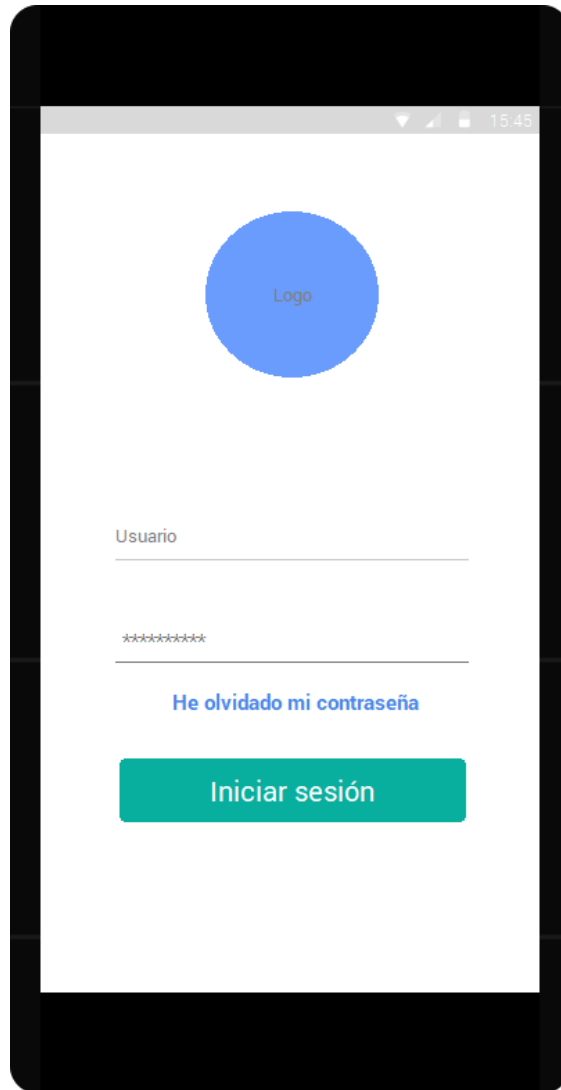 15:45
Logo
Usuario
**********
He olvidado mi contraseña
Iniciar sesión